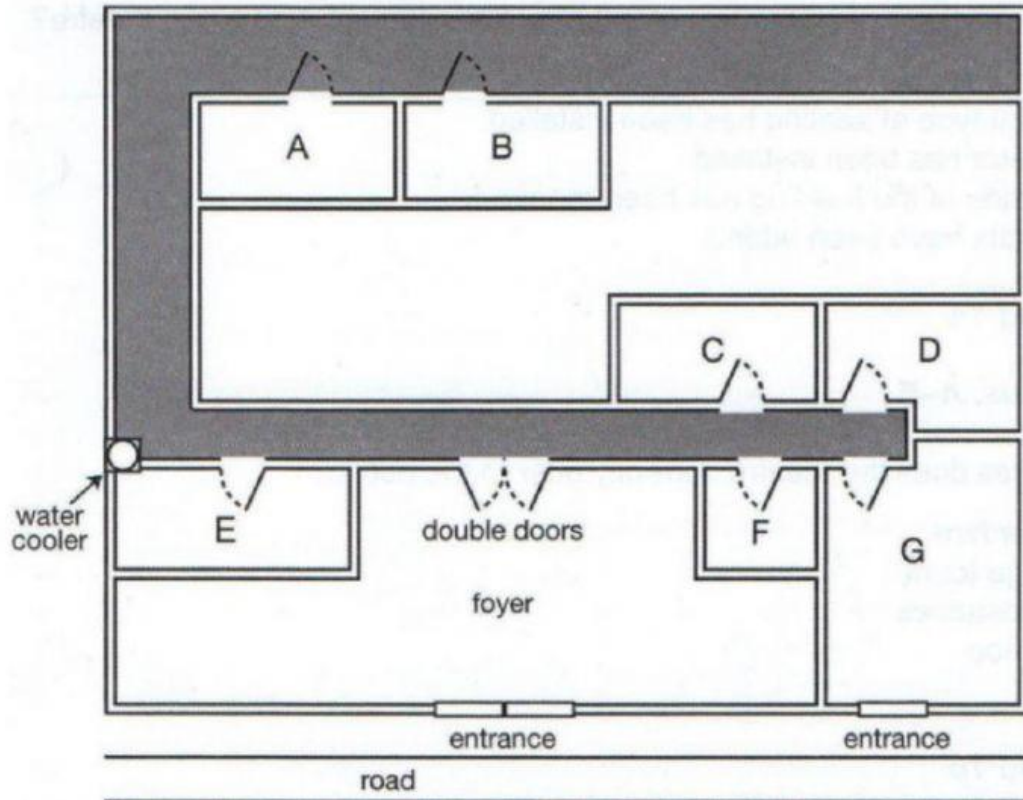 A
B
C
D
water
cooler
E
double doors
F
G
foyer
entrance
entrance
road